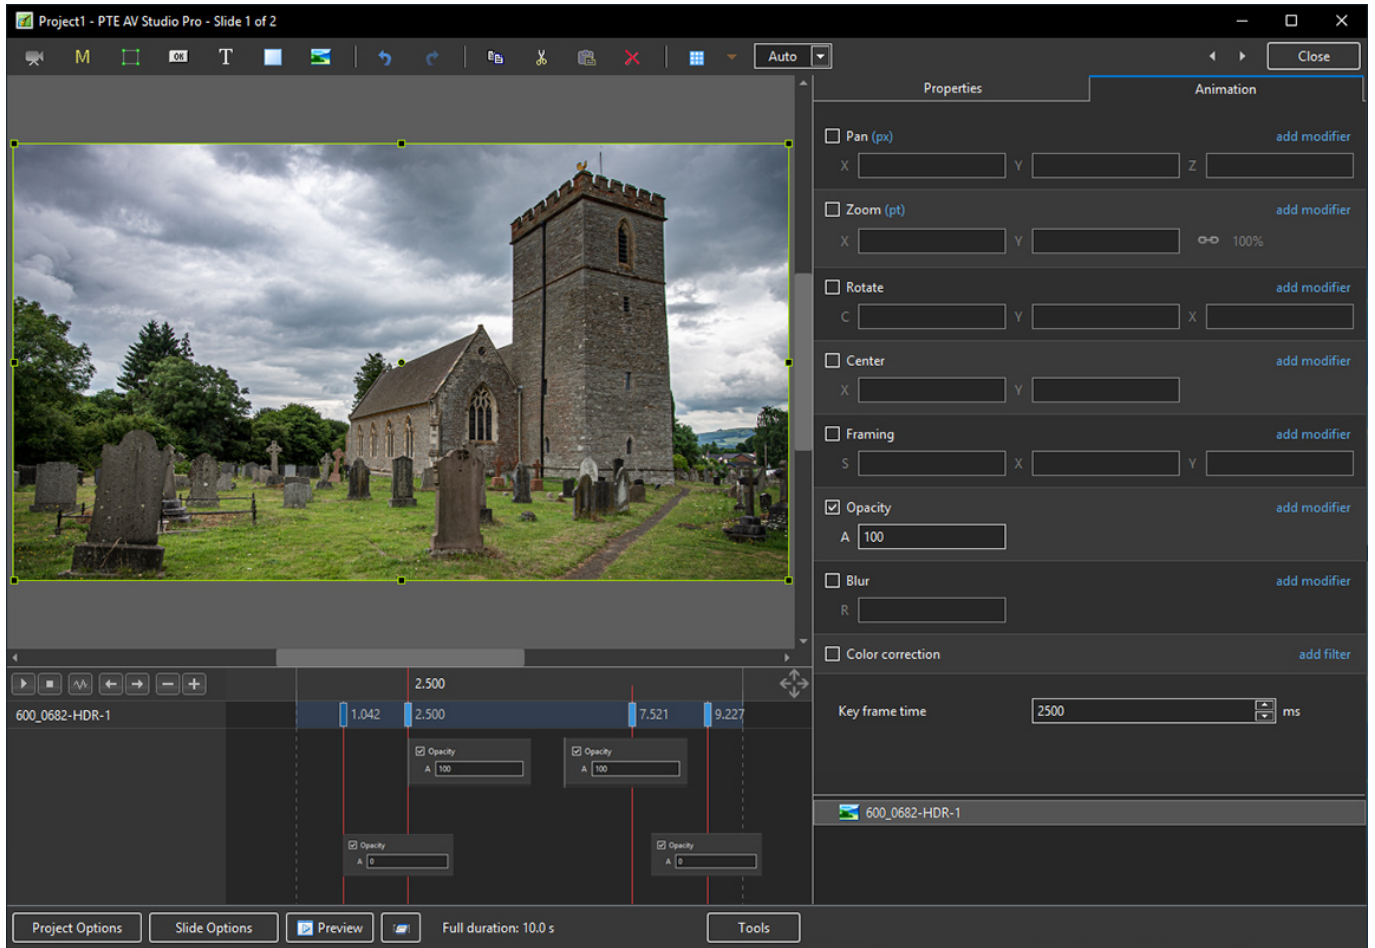 Project1 - PTE AV Studio Pro - Slide 1 of 2
M OK T Auto Close
Properties Animation
Pan (px) add modifier
X Y Z
Zoom (pt) add modifier
X Y 100%
Rotate add modifier
C Y X
Center add modifier
X Y
Framing add modifier
S X Y
Opacity add modifier
A 100
Blur add modifier
R
Color correction add filter
Key frame time 2500 ms
600_0682-HDR-1
2.500
600_0682-HDR-1 1.042 2.500 7.521 9.227
Opacity Opacity
A 100 A 100
Opacity Opacity
A 0 A 0
Project Options Slide Options Preview Full duration: 10.0 s Tools